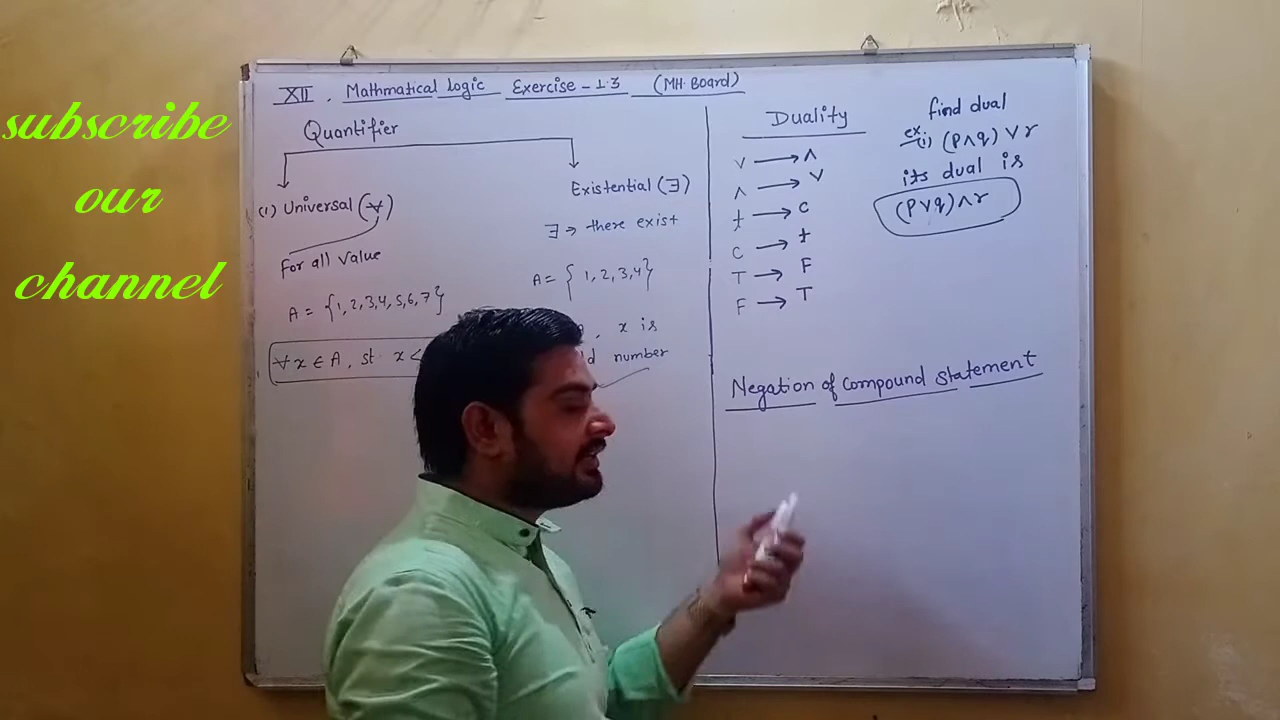 subscribe
our
channel
XII . Mathmatical logic Exercise - 1.3 (MH. Board)
Quantifier
(1) Universal (∀)
For all value
A = {1,2,3,4,5,6,7}
∀ x ∈ A, st x <
Existential (∃)
∃ → there exist
A = { 1,2,3,4}
, x is
number
Duality
∨ → ∧
∧ → ∨
t → c
C → t
T → F
F → T
find dual
ex (i) (P∧q) ∨ r
its dual is
(P∨q)∧r
Negation of compound statement